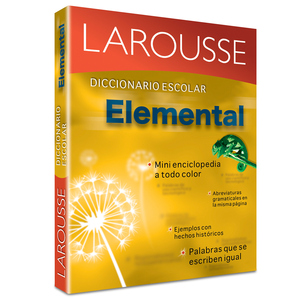 LAROUSSE
DICCIONARIO ESCOLAR
Elemental
• Mini enciclopedia
a todo color
• Abreviaturas
gramaticales en
la misma página
• Ejemplos con
hechos históricos
• Palabras que se
escriben igual
LAROUSSE
DICCIONARIO
ESCOLAR
Elemental